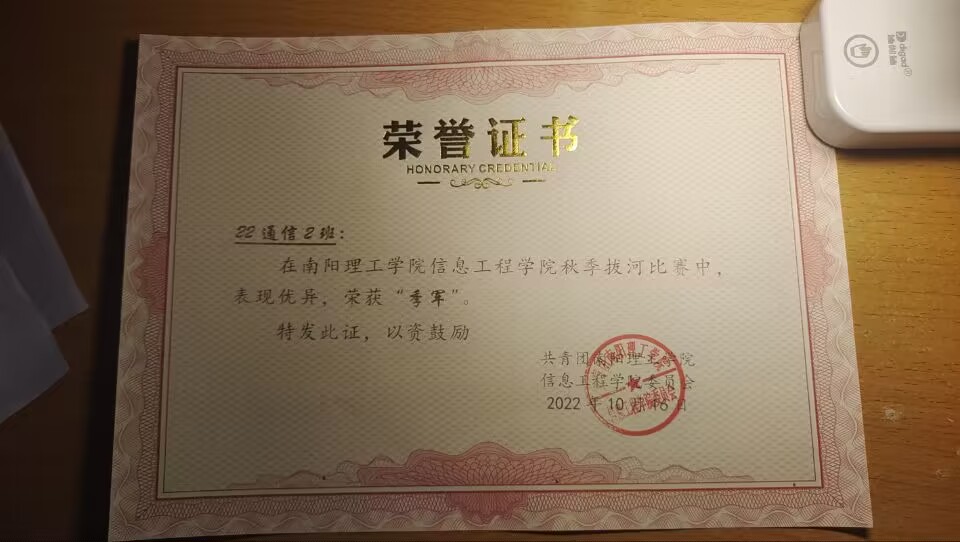 荣誉证书
HONORARY CREDENTIAL
22通信2班：
在南阳理工学院信息工程学院秋季拔河比赛中，
表现优异，荣获“季军”。
特发此证，以资鼓励
共青团南阳理工学院
信息工程学院委员会
2022年10月16日